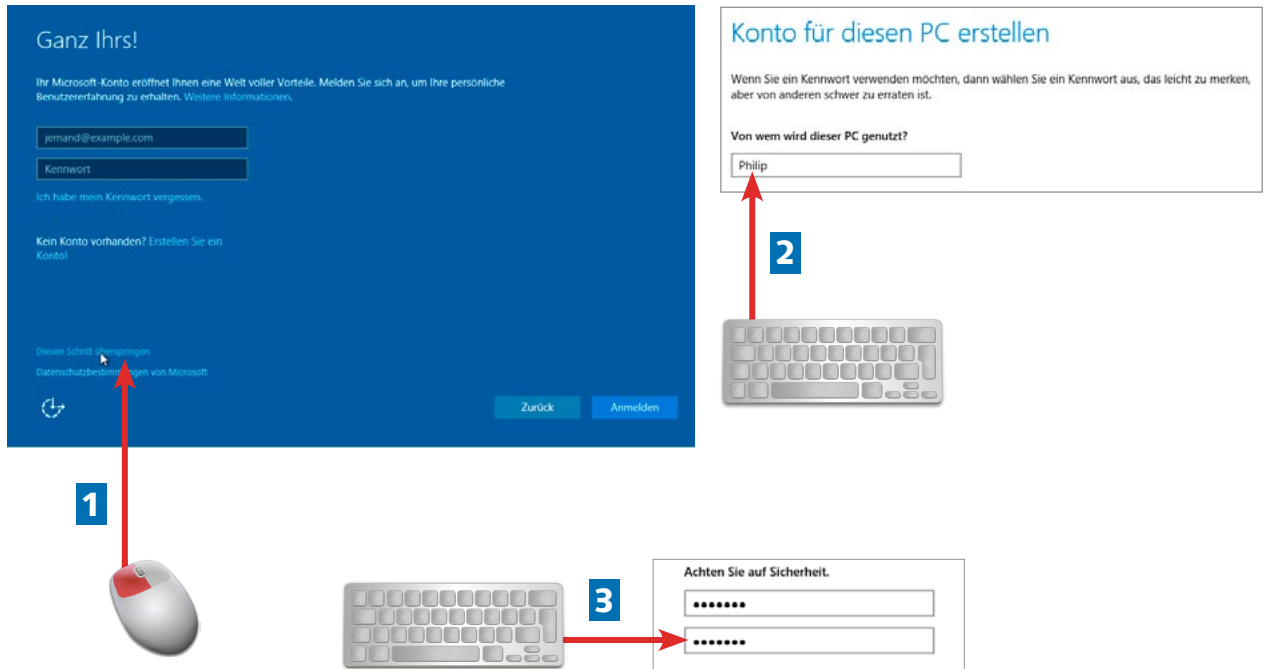 Ganz Ihrs!
Ihr Microsoft-Konto eröffnet Ihnen eine Welt voller Vorteile. Melden Sie sich an, um Ihre persönliche
Benutzererfahrung zu erhalten. Weitere Informationen.
jemand@example.com
Kennwort
Ich habe mein Kennwort vergessen.
Kein Konto vorhanden? Erstellen Sie ein
Konto!
Diesen Schritt überspringen
Datenschutzbestimmungen von Microsoft
Zurück
Anmelden
1
Konto für diesen PC erstellen
Wenn Sie ein Kennwort verwenden möchten, dann wählen Sie ein Kennwort aus, das leicht zu merken,
aber von anderen schwer zu erraten ist.
Von wem wird dieser PC genutzt?
Philip
2
3
Achten Sie auf Sicherheit.
•••••••
•••••••